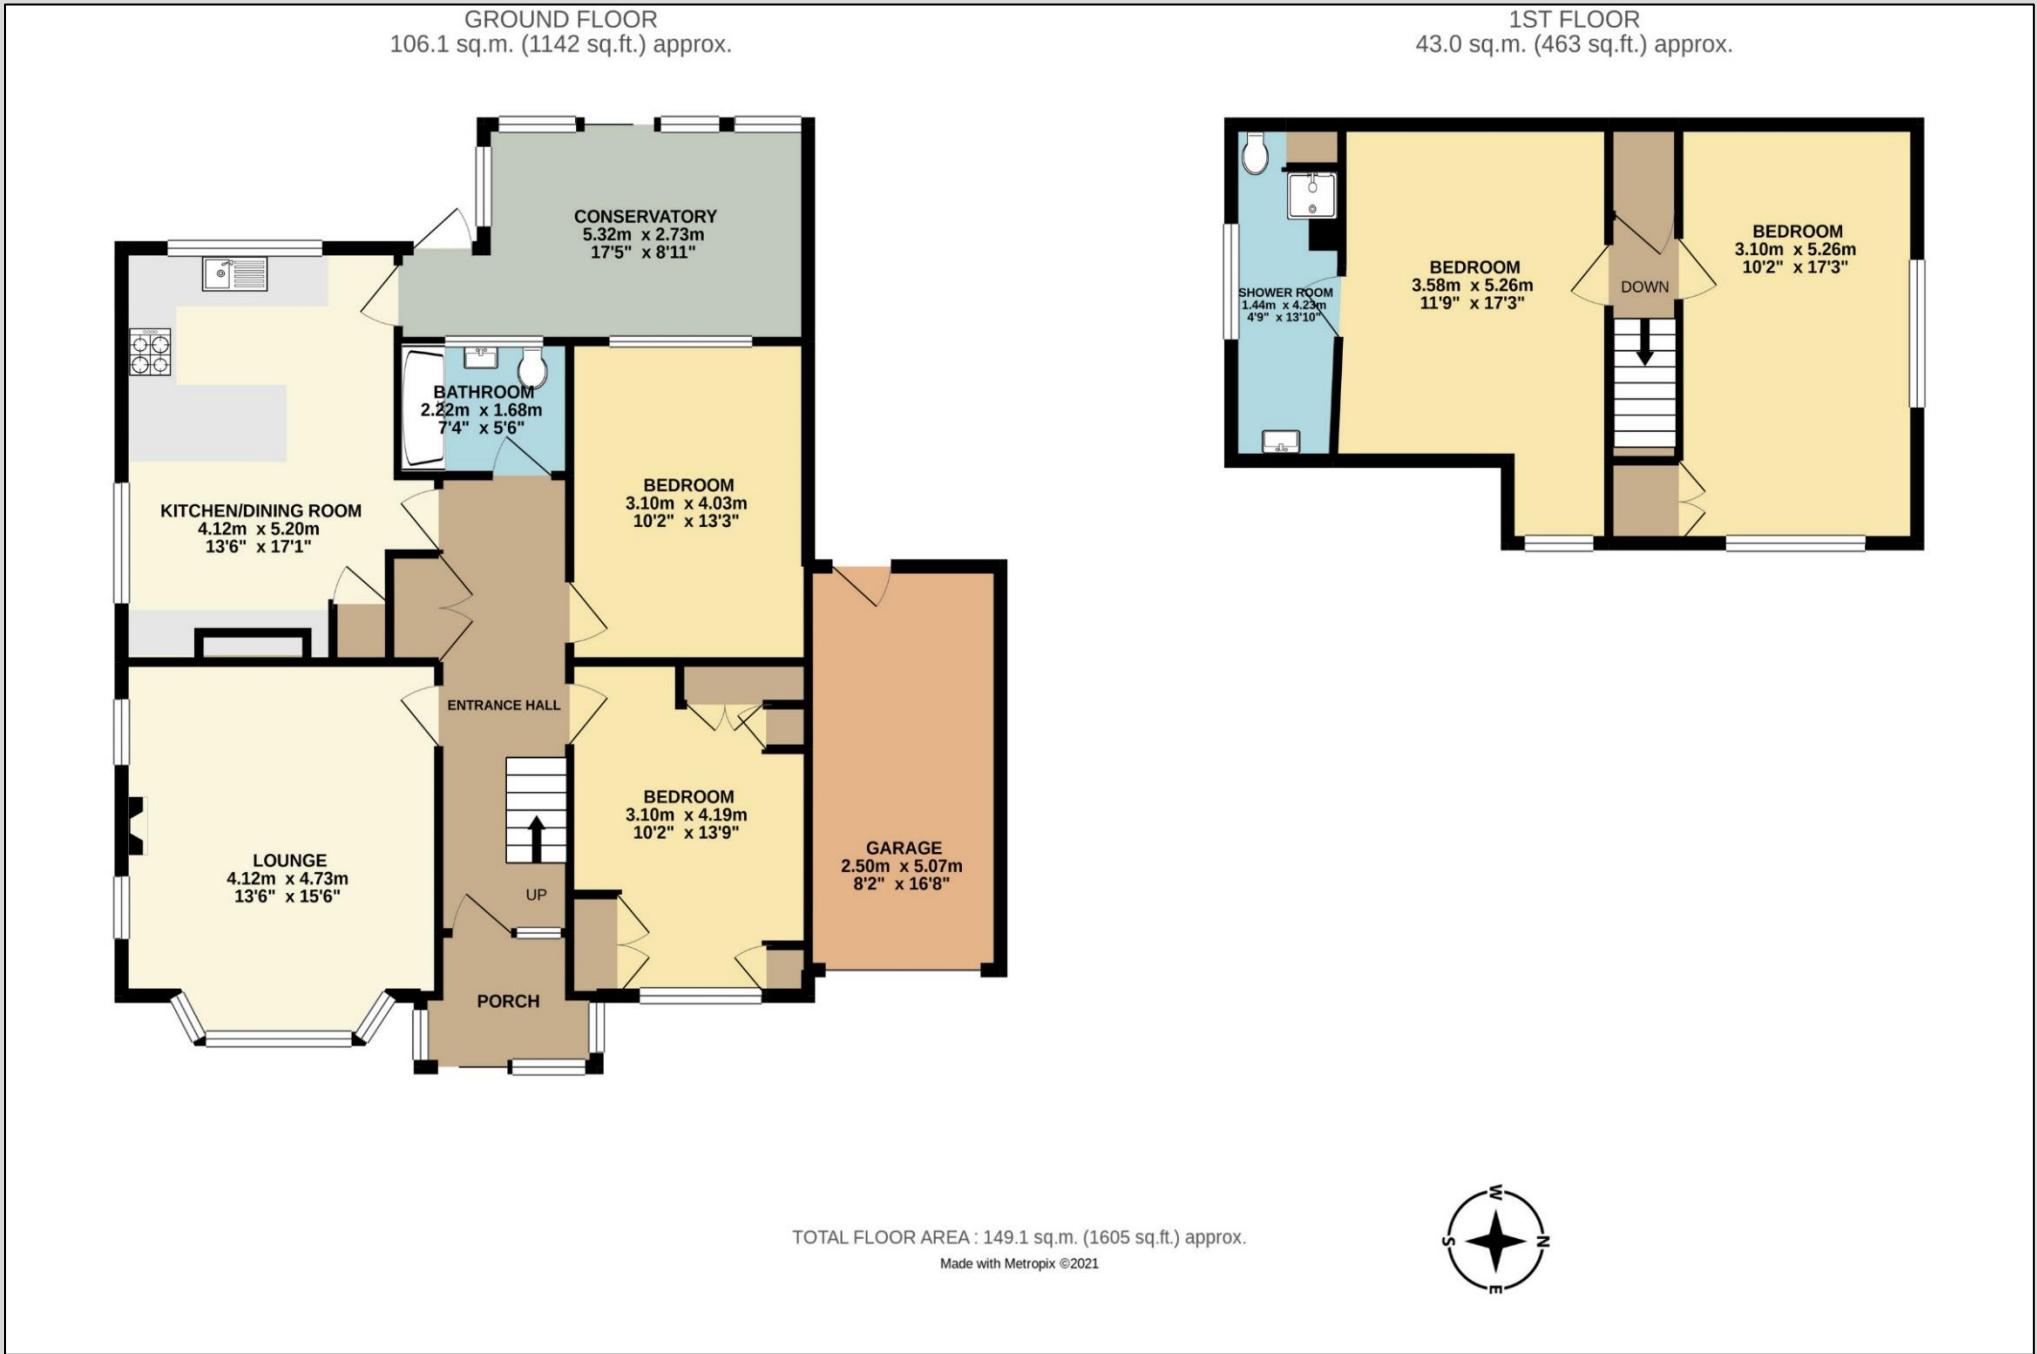 GROUND FLOOR
106.1 sq.m. (1142 sq.ft.) approx.
1ST FLOOR
43.0 sq.m. (463 sq.ft.) approx.
CONSERVATORY
5.32m x 2.73m
17'5" x 8'11"
BATHROOM
2.22m x 1.68m
7'4" x 5'6"
KITCHEN/DINING ROOM
4.12m x 5.20m
13'6" x 17'1"
BEDROOM
3.10m x 4.03m
10'2" x 13'3"
ENTRANCE HALL
BEDROOM
3.10m x 4.19m
10'2" x 13'9"
LOUNGE
4.12m x 4.73m
13'6" x 15'6"
GARAGE
2.50m x 5.07m
8'2" x 16'8"
UP
PORCH
SHOWER ROOM
1.44m x 4.23m
4'9" x 13'10"
BEDROOM
3.58m x 5.26m
11'9" x 17'3"
DOWN
BEDROOM
3.10m x 5.26m
10'2" x 17'3"
TOTAL FLOOR AREA : 149.1 sq.m. (1605 sq.ft.) approx.
Made with Metropix ©2021
W
S
N
E